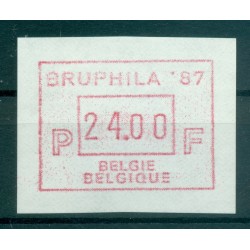 BRUPHILA '87
P 24.00 F
BELGIE
BELGIQUE